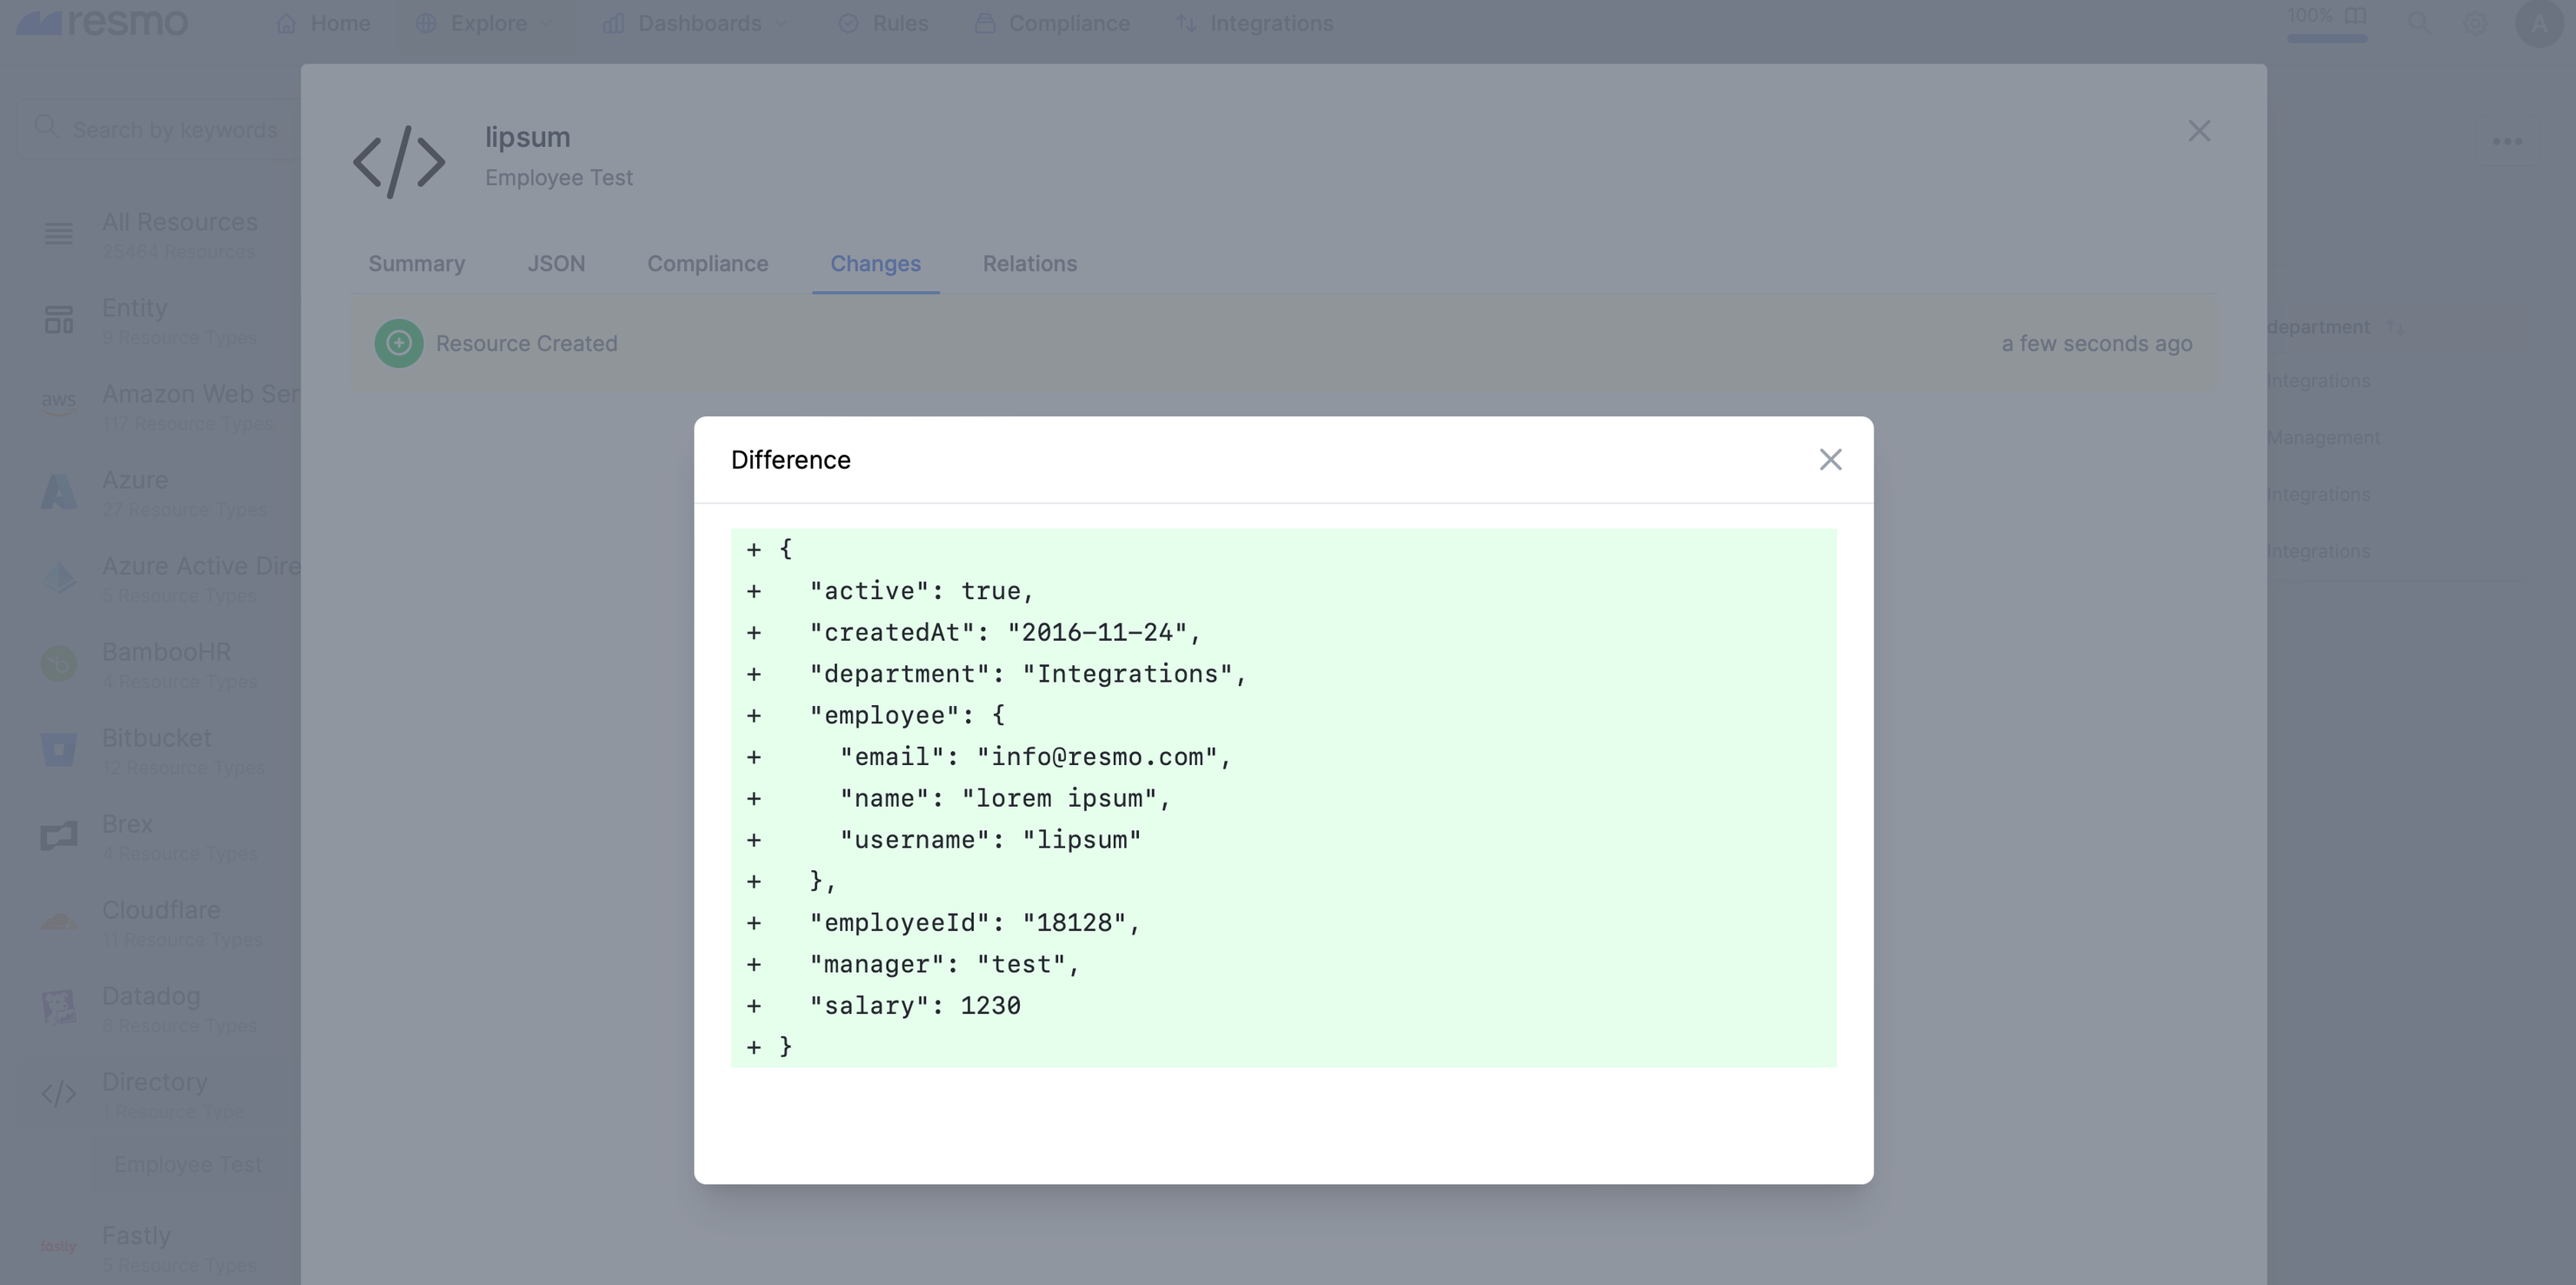 resmo
Home
Explore
Dashboards
Rules
Compliance
Integrations
100%
A
Search by keywords
All Resources
25464 Resources
Entity
9 Resource Types
aws
Amazon Web Ser
117 Resource Types
Azure
27 Resource Types
Azure Active Dire
5 Resource Types
BambooHR
4 Resource Types
Bitbucket
12 Resource Types
Brex
4 Resource Types
Cloudflare
11 Resource Types
Datadog
8 Resource Types
Directory
1 Resource Type
Employee Test
fastly
Fastly
5 Resource Types
lipsum
Employee Test
Summary
JSON
Compliance
Changes
Relations
Resource Created
a few seconds ago
department
Integrations
Management
Integrations
Integrations
Difference
+ {
+   "active": true,
+   "createdAt": "2016-11-24",
+   "department": "Integrations",
+   "employee": {
+     "email": "info@resmo.com",
+     "name": "lorem ipsum",
+     "username": "lipsum"
+   },
+   "employeeId": "18128",
+   "manager": "test",
+   "salary": 1230
+ }